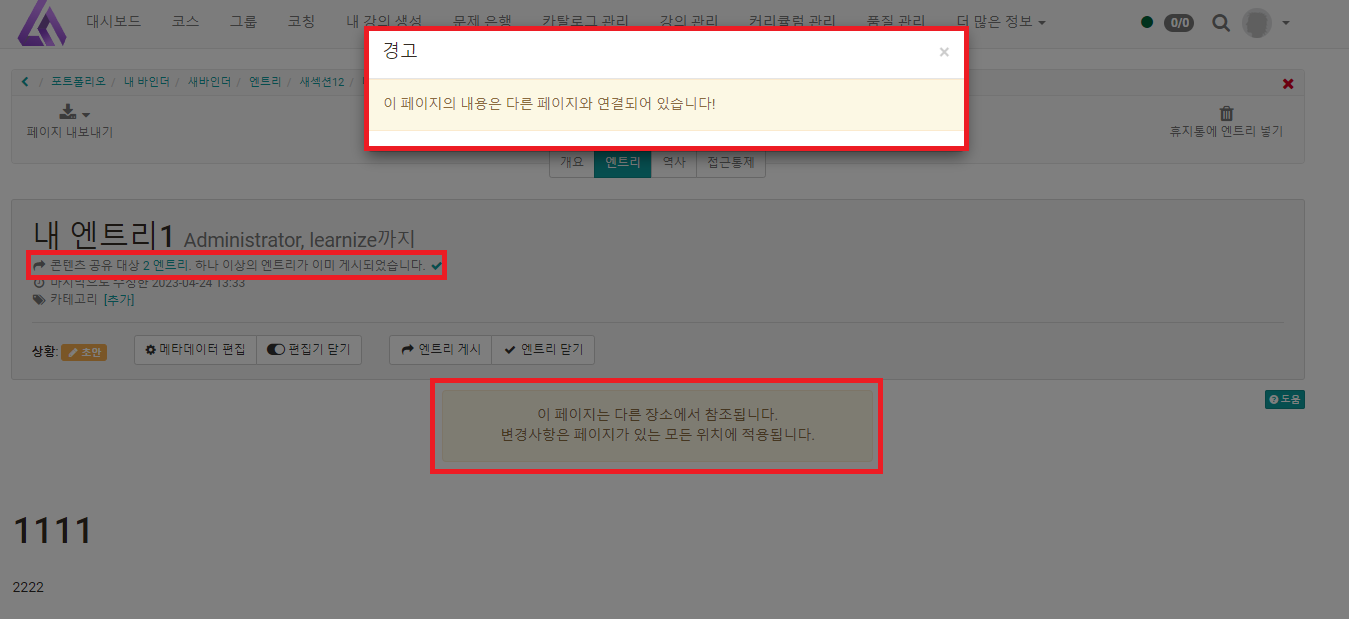 대시보드 코스 그룹 코칭 내 강의 생성 문제 은행 카탈로그 관리 강의 관리 커리큘럼 관리 품질 관리 더 많은 정보 0/0
경고 ×
이 페이지의 내용은 다른 페이지와 연결되어 있습니다!
/ 포트폴리오 / 내 바인더 / 새바인더 / 엔트리 / 새섹션12 /
페이지 내보내기
휴지통에 엔트리 넣기
개요 엔트리 역사 접근통제
내 엔트리1 Administrator, learnize까지
콘텐츠 공유 대상 2 엔트리. 하나 이상의 엔트리가 이미 게시되었습니다.
마지막으로 수정한 2023-04-24 13:33
카테고리 [추가]
상황: 초안 메타데이터 편집 편집기 닫기 엔트리 게시 엔트리 닫기
도움
이 페이지는 다른 장소에서 참조됩니다.
변경사항은 페이지가 있는 모든 위치에 적용됩니다.
1111
2222